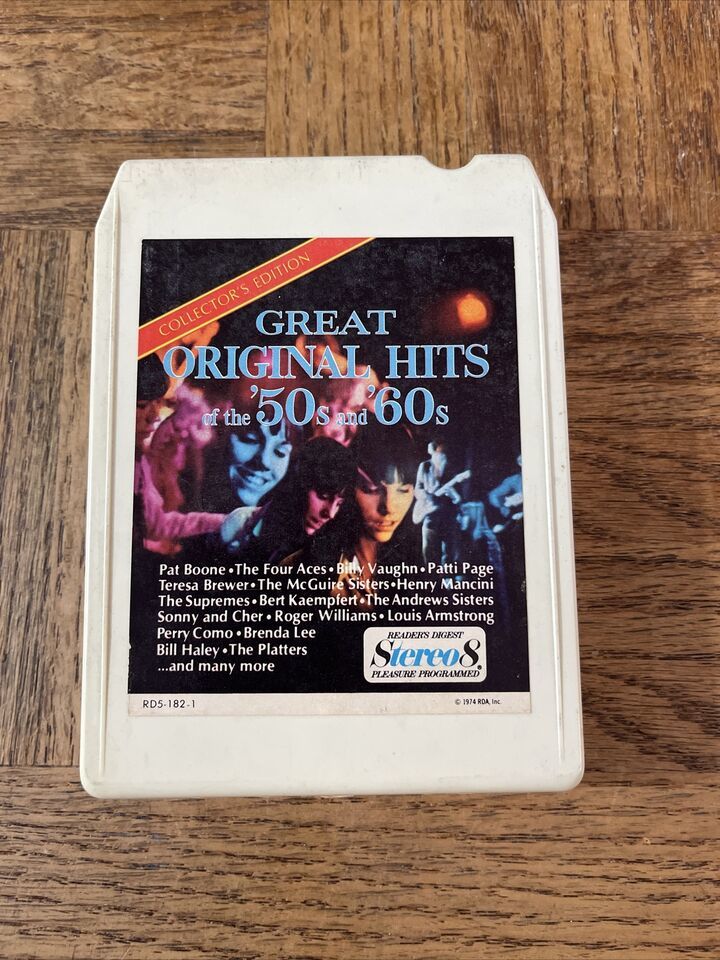 COLLECTOR'S EDITION
GREAT
ORIGINAL HITS
of the '50s and '60s
Pat Boone • The Four Aces • Billy Vaughn • Patti Page
Teresa Brewer • The McGuire Sisters • Henry Mancini
The Supremes • Bert Kaempfert • The Andrews Sisters
Sonny and Cher • Roger Williams • Louis Armstrong
Perry Como • Brenda Lee
Bill Haley • The Platters
...and many more
READER'S DIGEST
Stereo 8®
PLEASURE PROGRAMMED
RD5-182-1
© 1974 RDA, Inc.